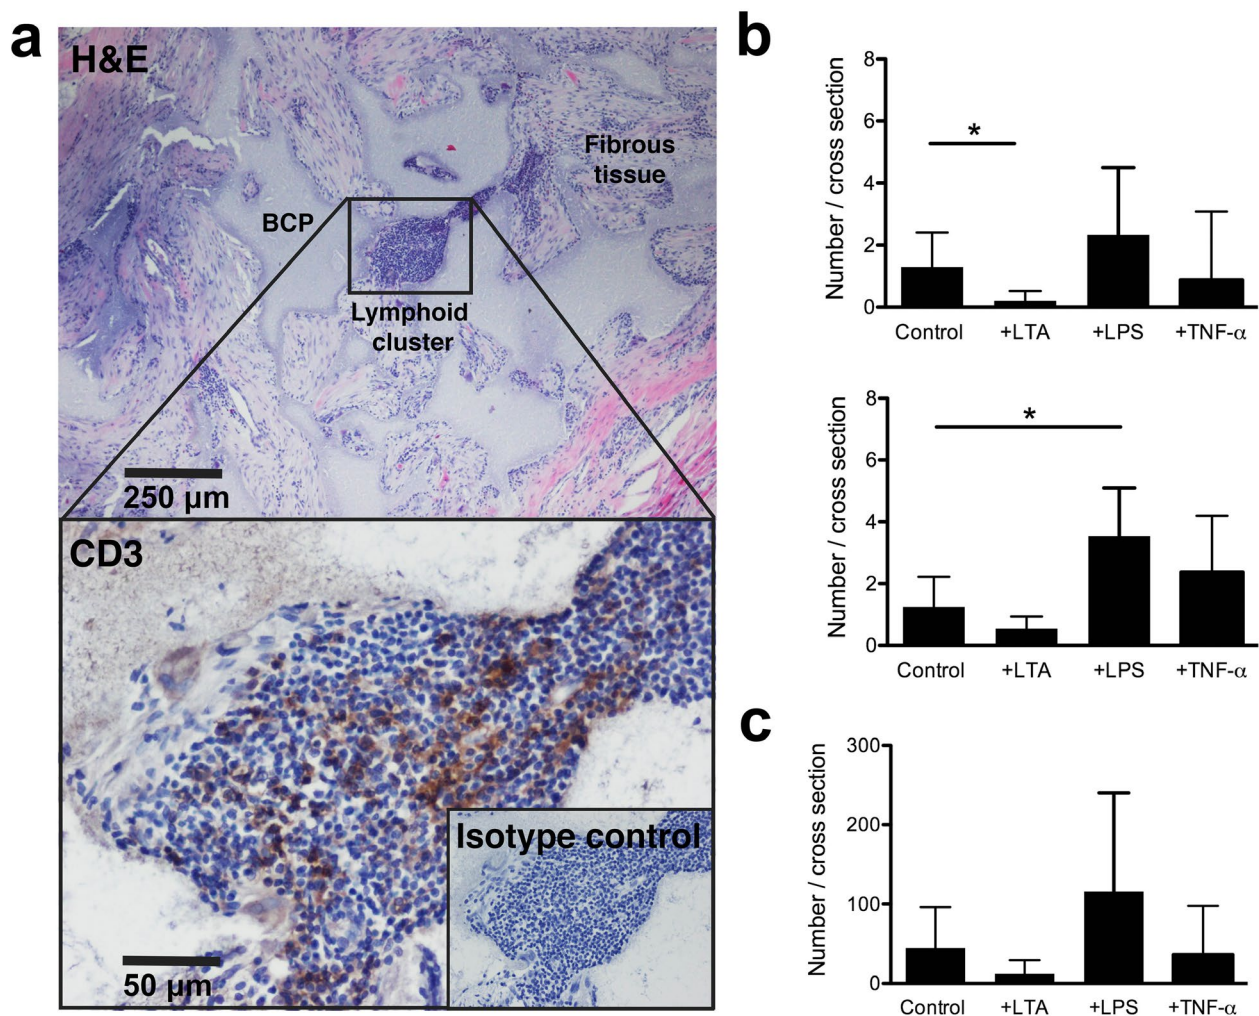 a
H&E
Fibrous
tissue
BCP
Lymphoid
cluster
250 µm
CD3
Isotype control
50 µm
b
Number / cross section
8
6
4
2
0
*
Control
+LTA
+LPS
+TNF-α
Number / cross section
8
6
4
2
0
*
Control
+LTA
+LPS
+TNF-α
c
Number / cross section
300
200
100
0
Control
+LTA
+LPS
+TNF-α